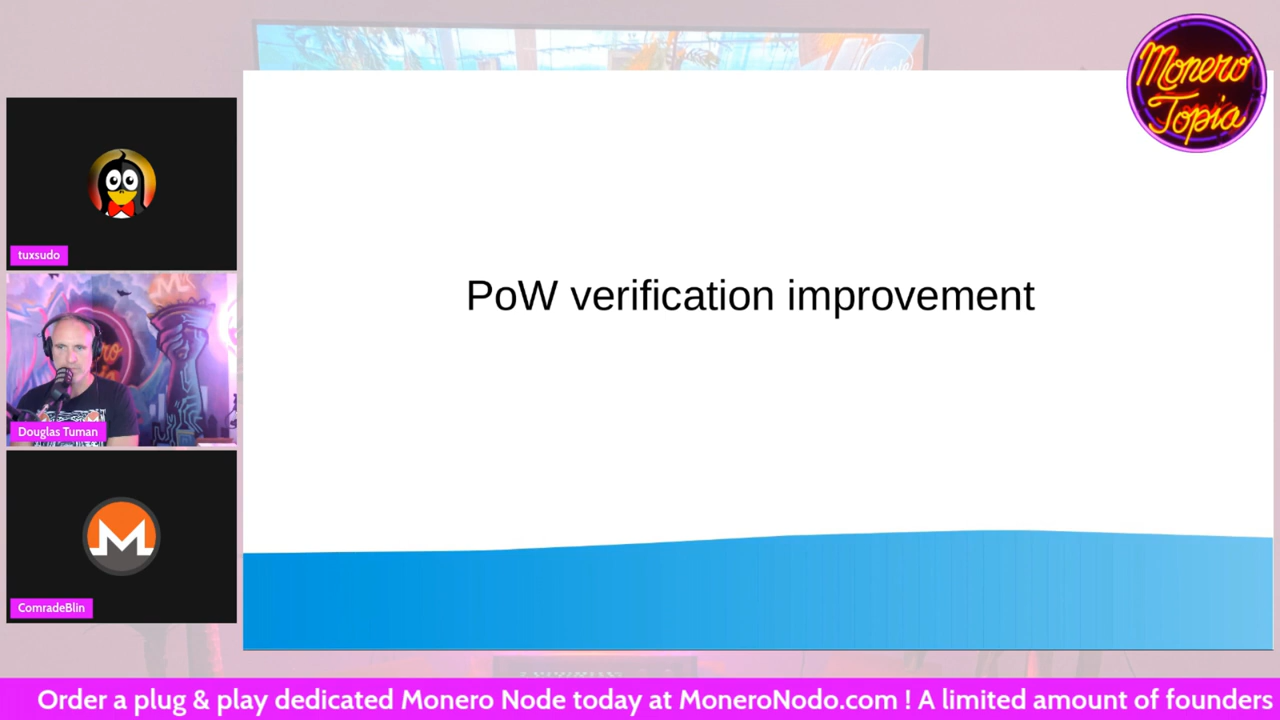 Monero
Topia
tuxsudo
PoW verification improvement
Douglas Tuman
ComradeBlin
Order a plug & play dedicated Monero Node today at MoneroNodo.com ! A limited amount of founders